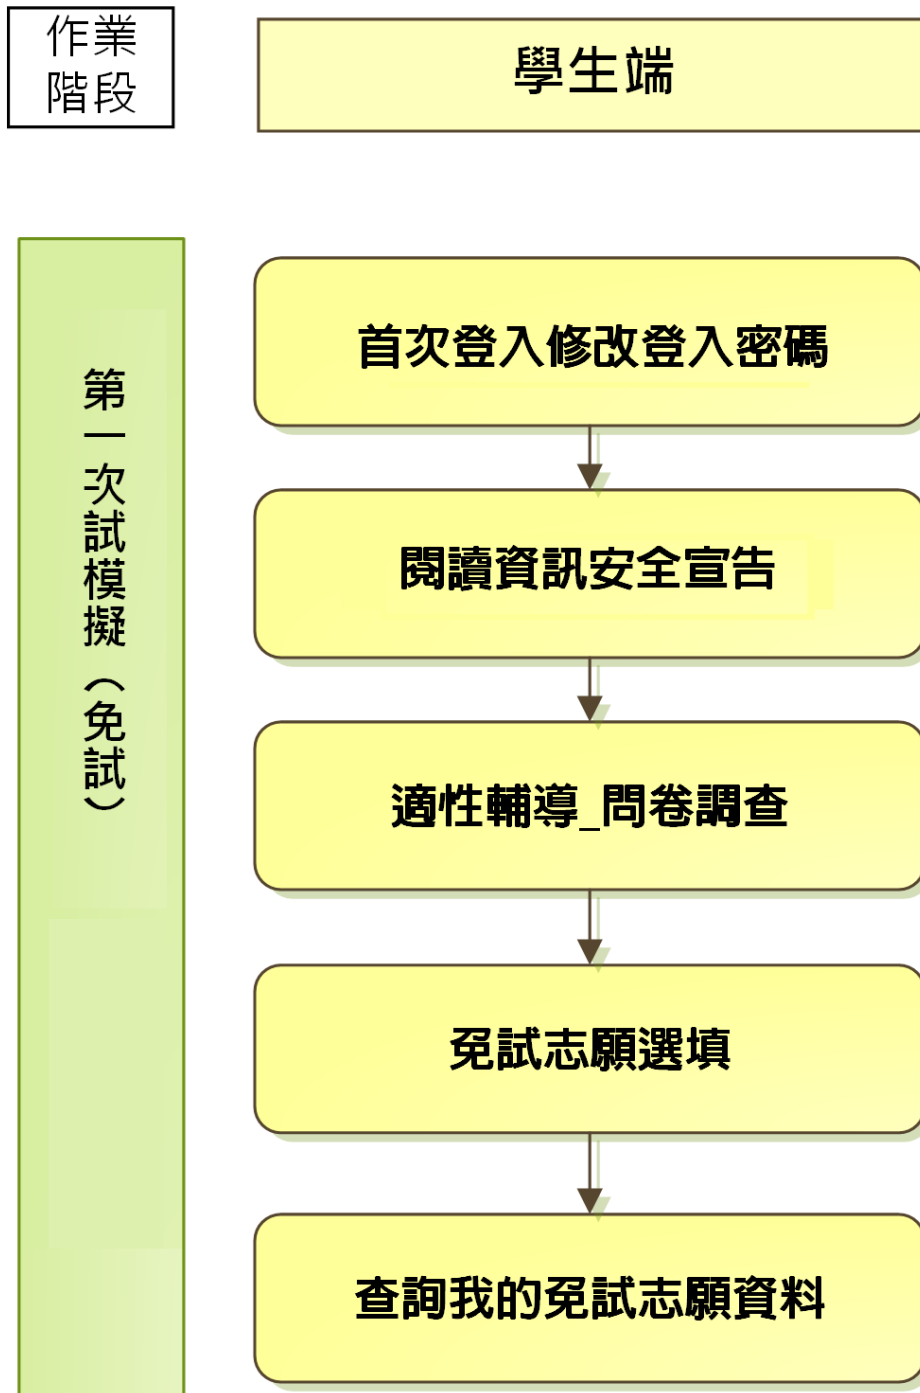 作業
階段
學生端
第一次試模擬（免試）
首次登入修改登入密碼
閱讀資訊安全宣告
適性輔導_問卷調查
免試志願選填
查詢我的免試志願資料